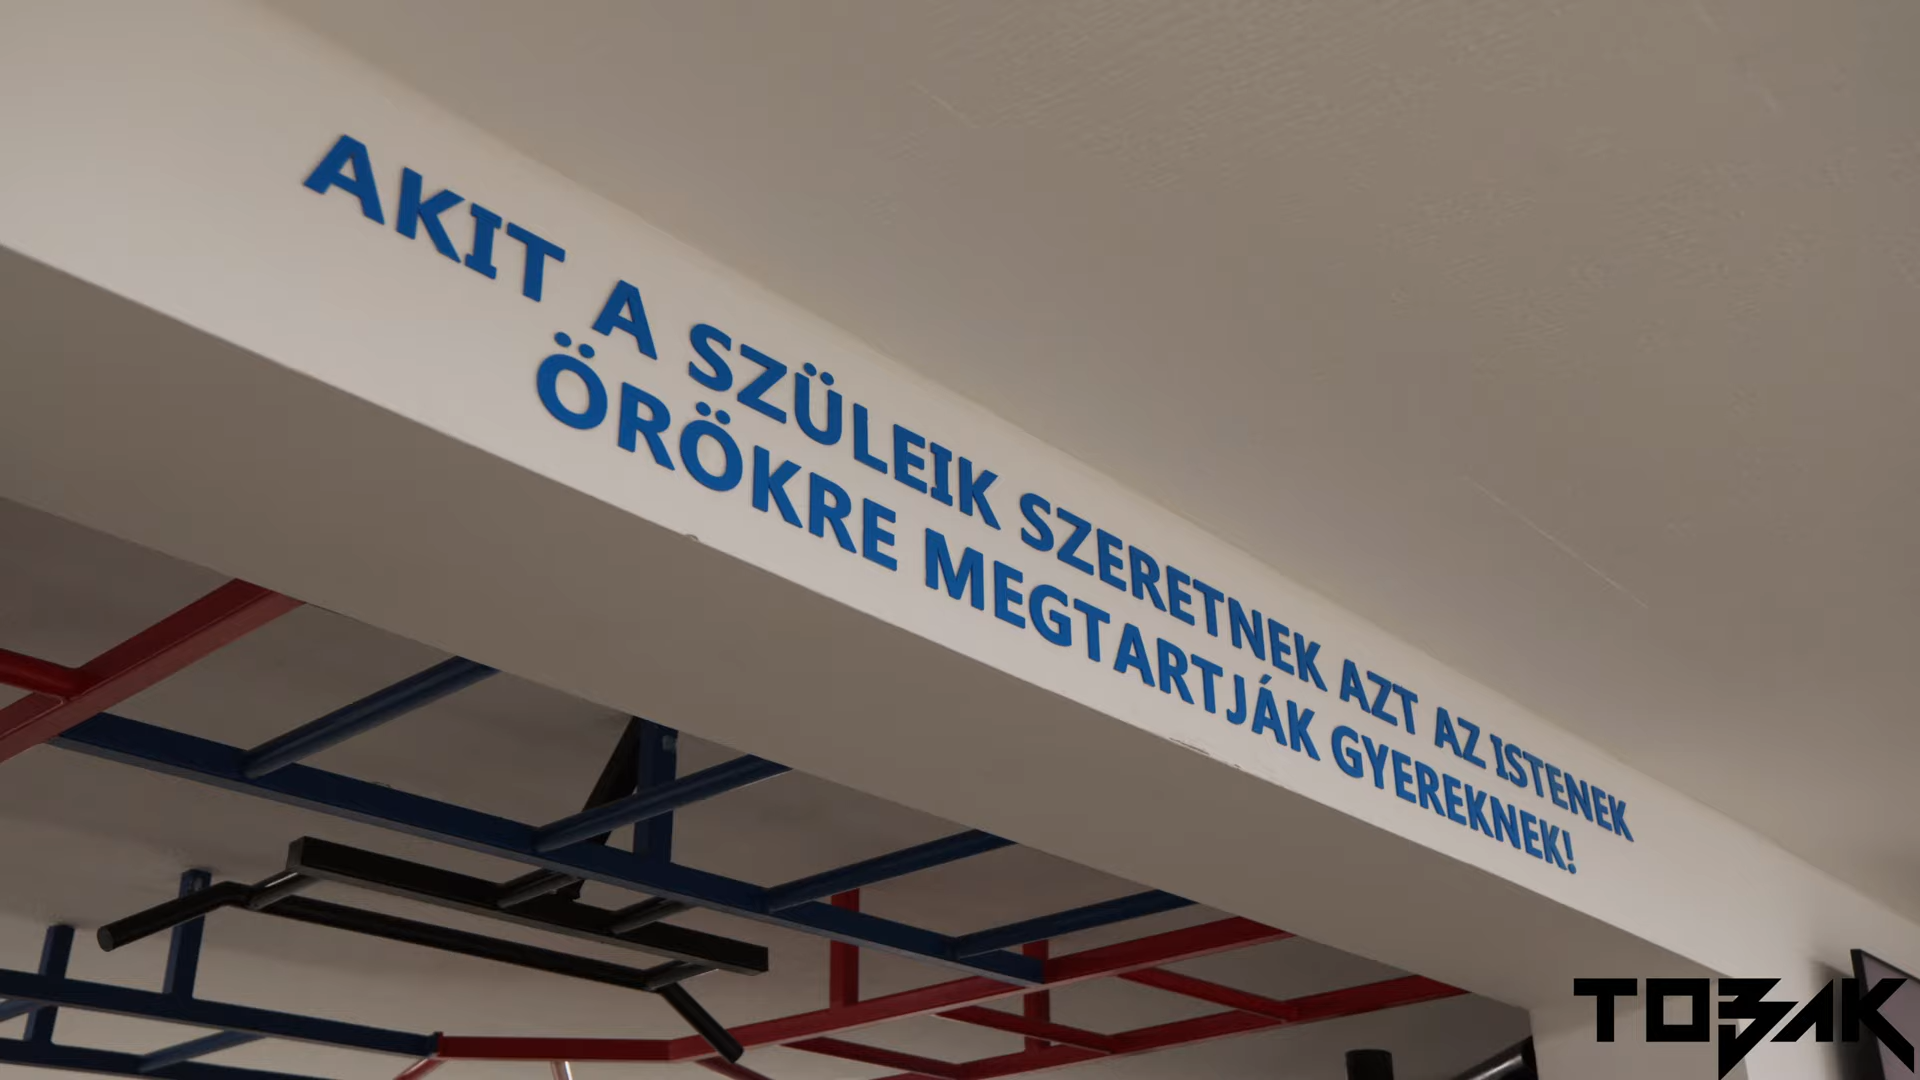 AKIT A SZÜLEIK SZERETNEK AZT AZ ISTENEK
ÖRÖKRE MEGTARTJÁK GYEREKNEK!
TOBAK